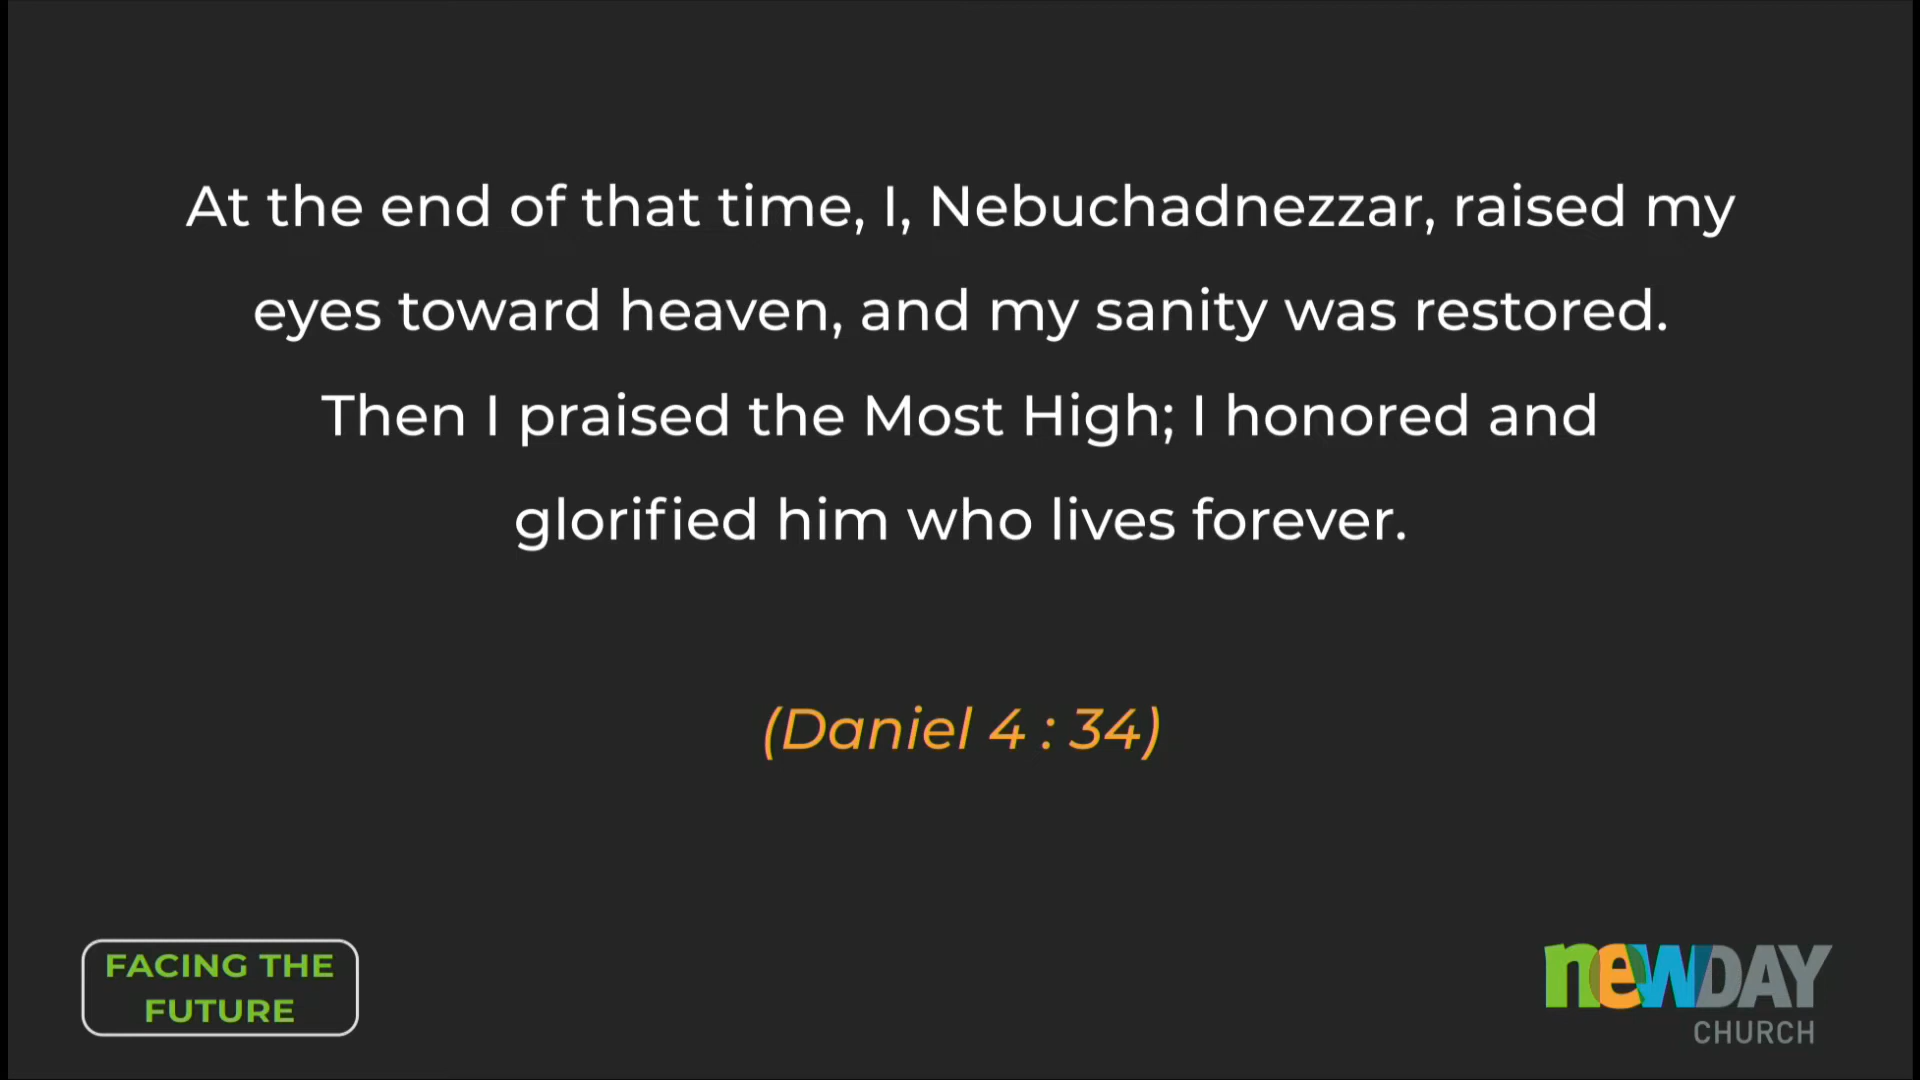 At the end of that time, I, Nebuchadnezzar, raised my
eyes toward heaven, and my sanity was restored.
Then I praised the Most High; I honored and
glorified him who lives forever.
(Daniel 4 : 34)
FACING THE
FUTURE
newDAY
CHURCH